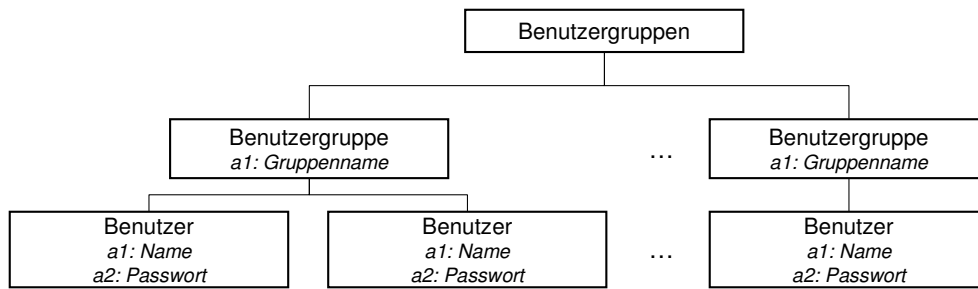 Benutzergruppen
Benutzergruppe
a1: Gruppenname
...
Benutzergruppe
a1: Gruppenname
Benutzer
a1: Name
a2: Passwort
Benutzer
a1: Name
a2: Passwort
...
Benutzer
a1: Name
a2: Passwort